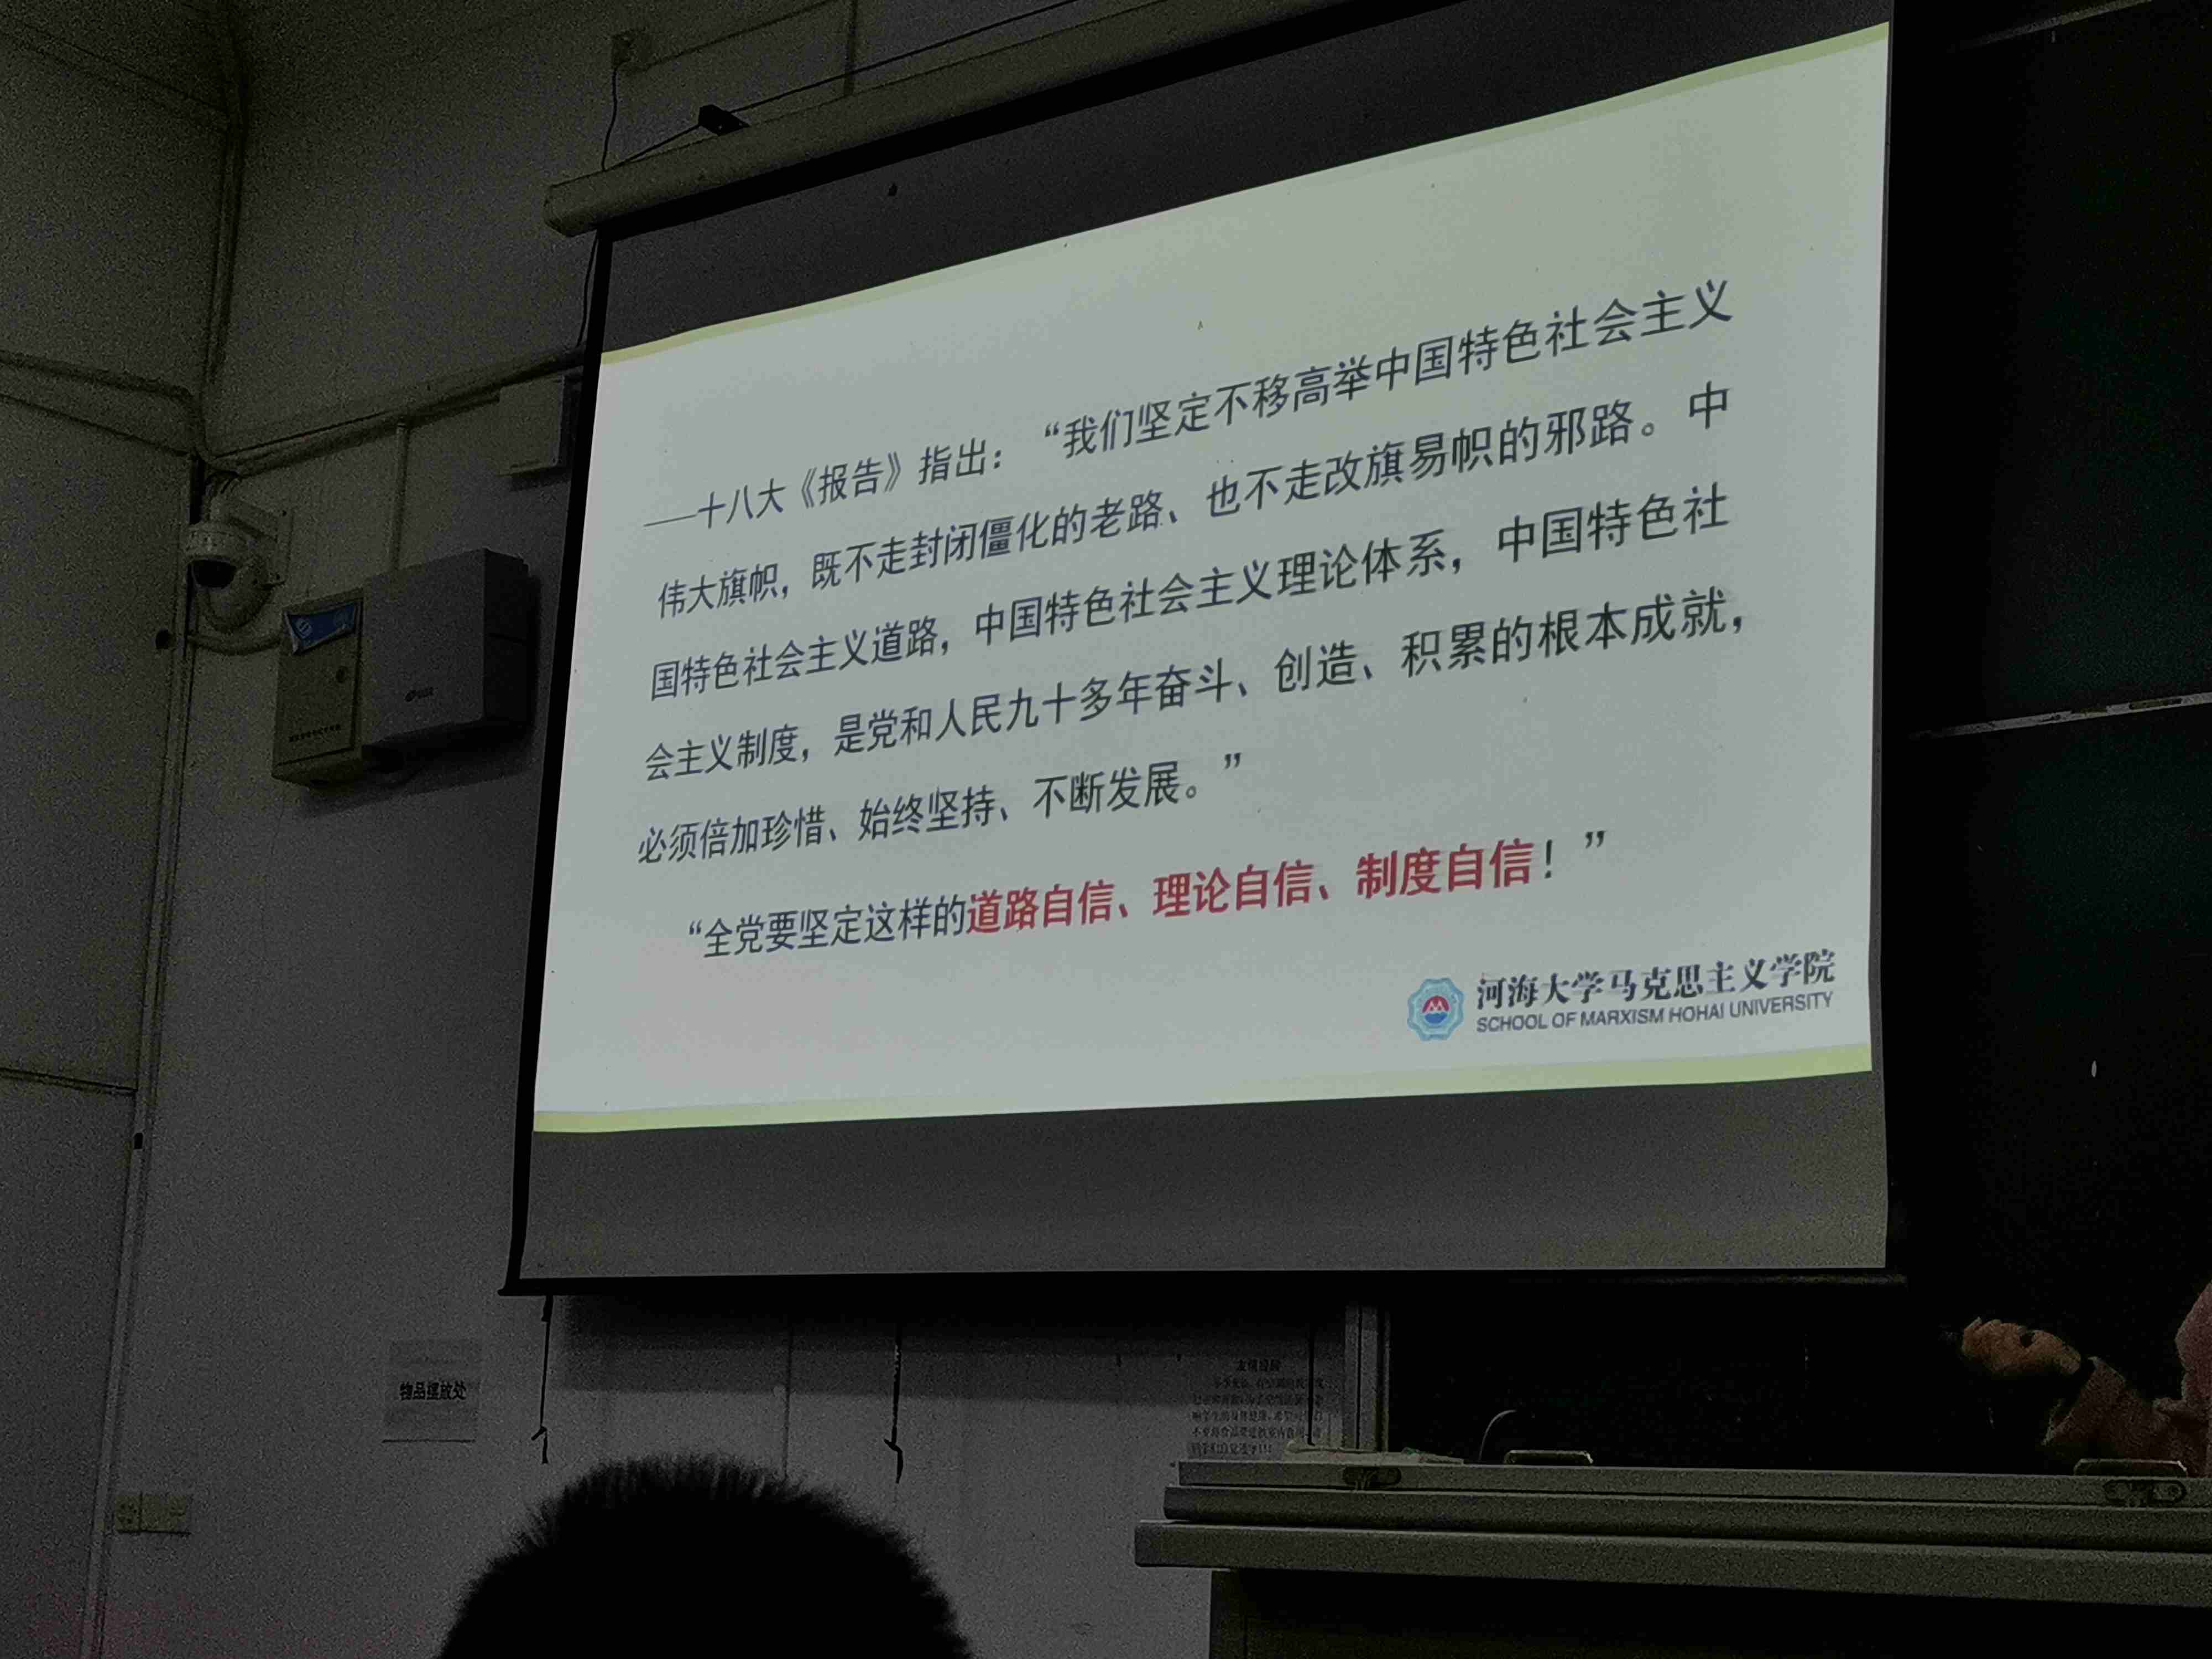 ——十八大《报告》指出：“我们坚定不移高举中国特色社会主义
伟大旗帜，既不走封闭僵化的老路、也不走改旗易帜的邪路。中
国特色社会主义道路，中国特色社会主义理论体系，中国特色社
会主义制度，是党和人民九十多年奋斗、创造、积累的根本成就，
必须倍加珍惜、始终坚持、不断发展。”
“全党要坚定这样的道路自信、理论自信、制度自信！”
河海大学马克思主义学院
SCHOOL OF MARXISM HOHAI UNIVERSITY
物品摆放处